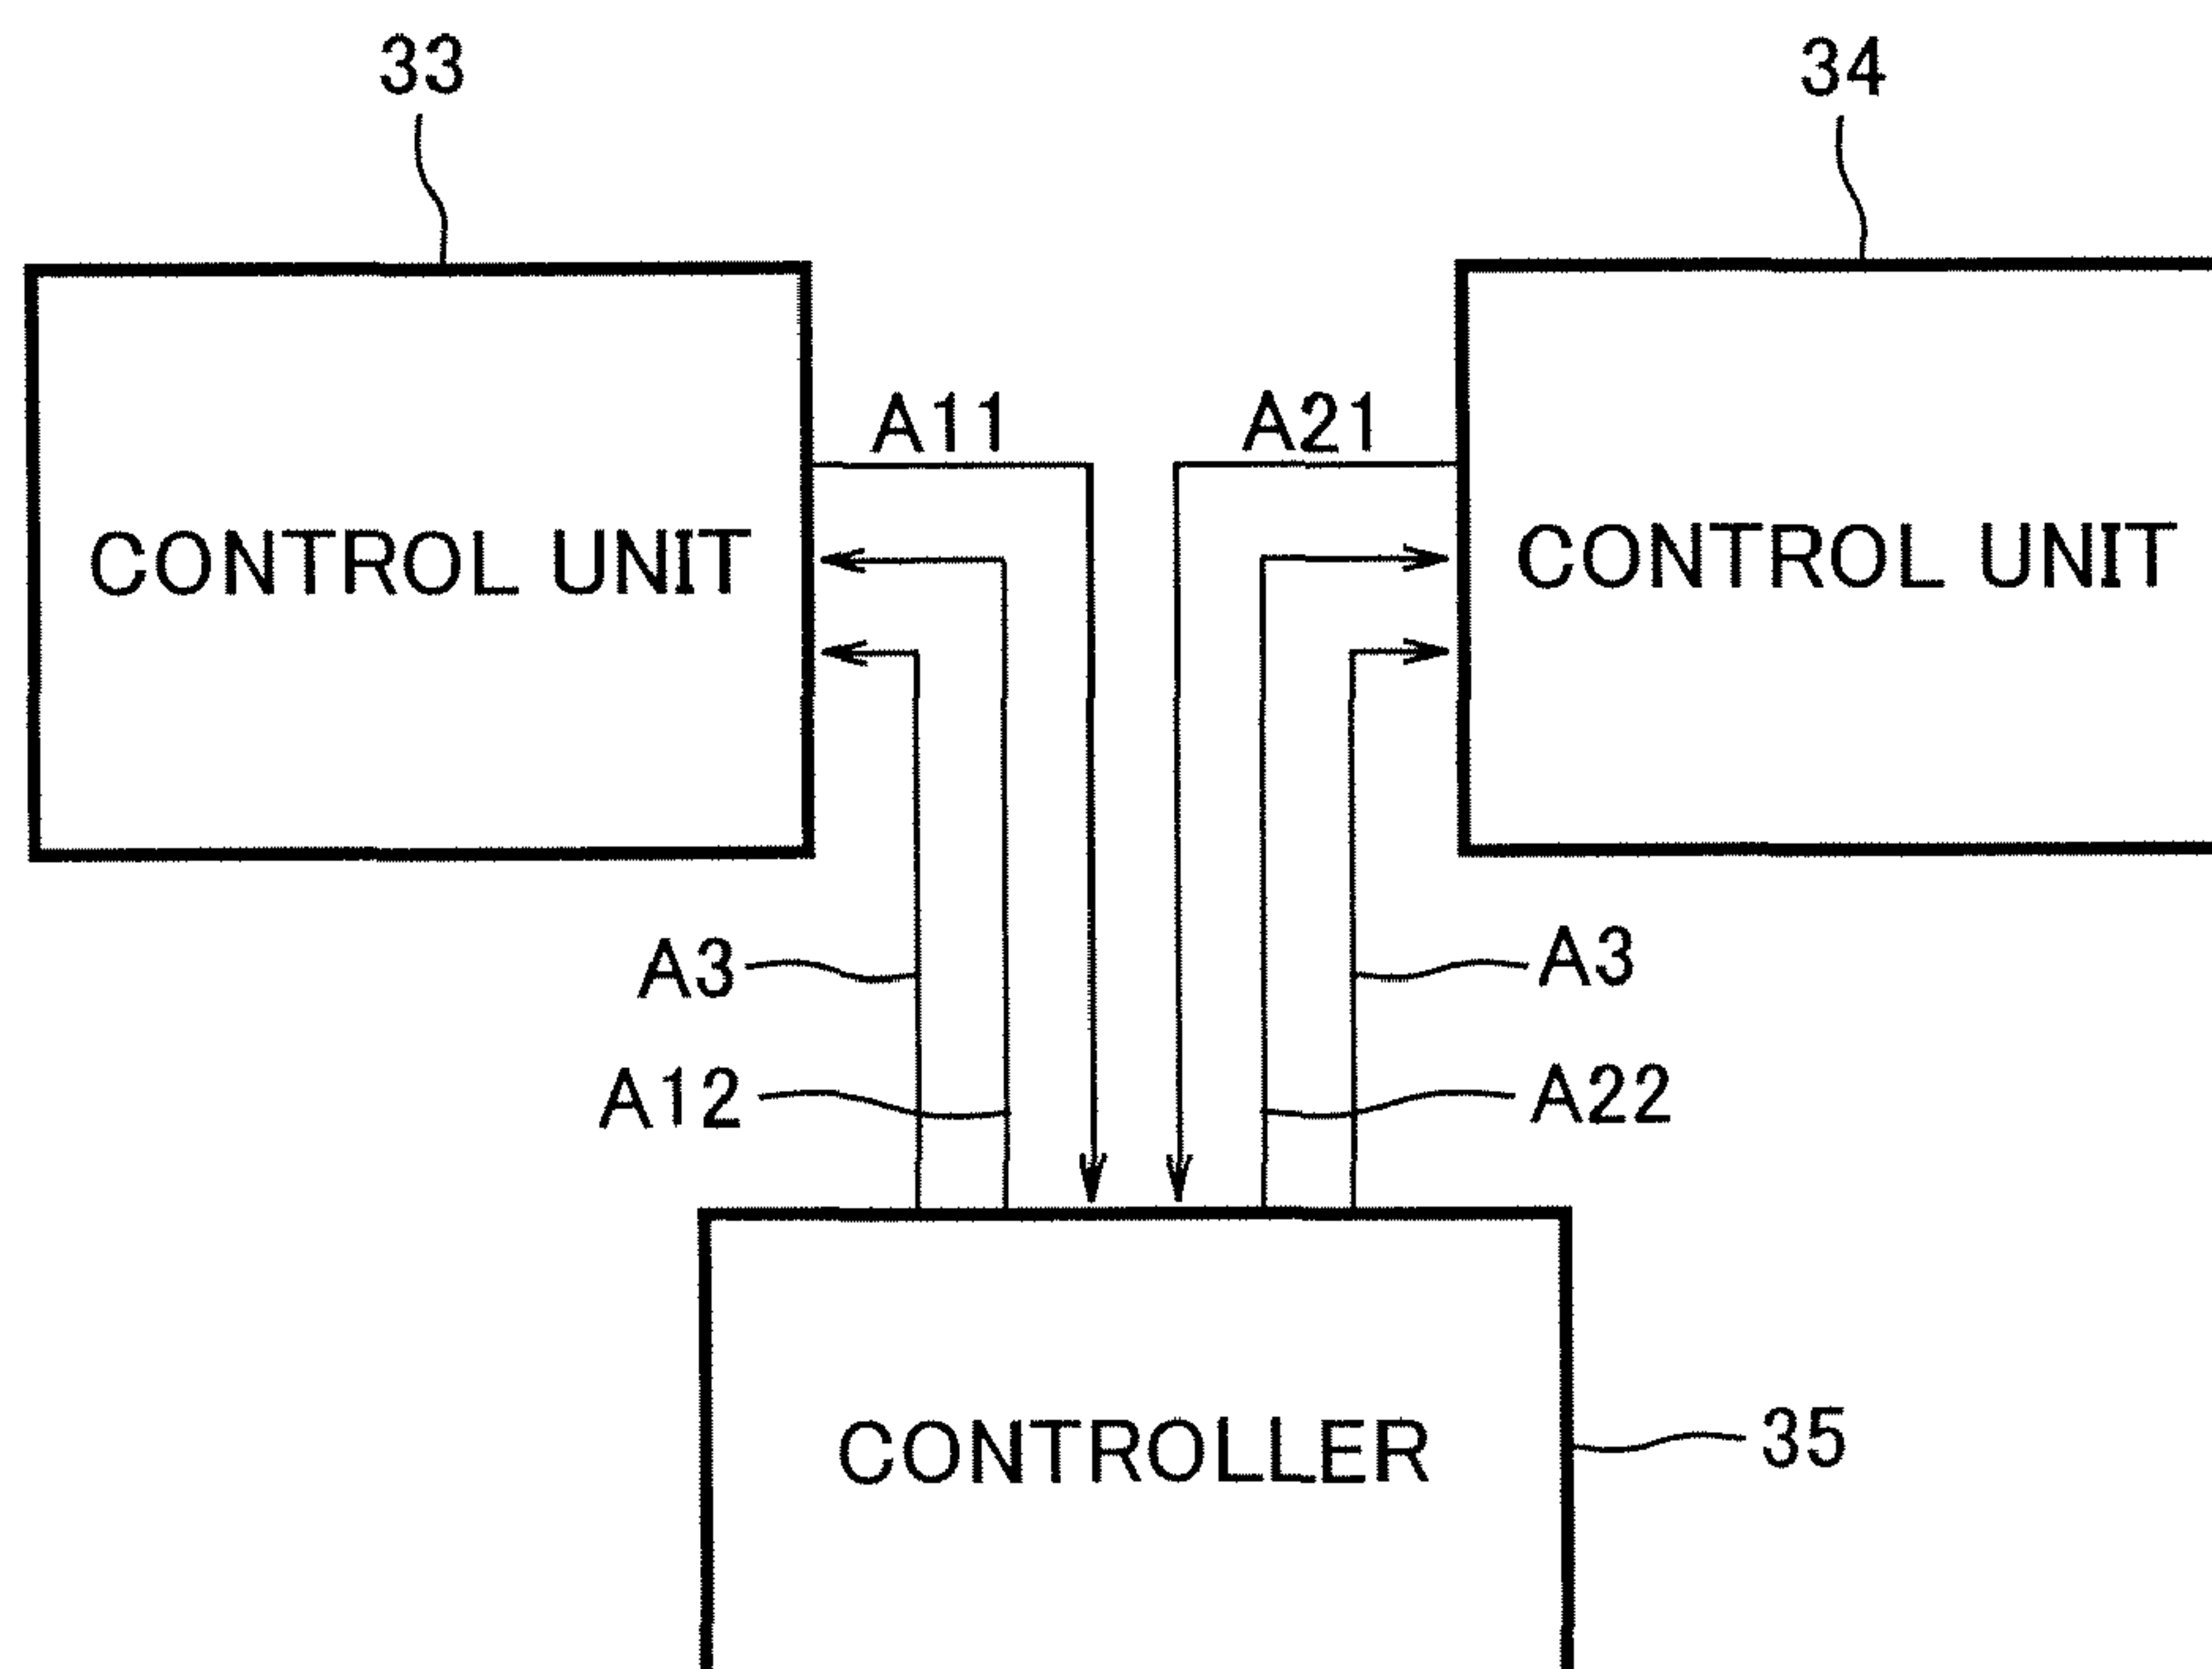 33
34
A11
A21
CONTROL UNIT
CONTROL UNIT
A3
A3
A12
A22
CONTROLLER
35